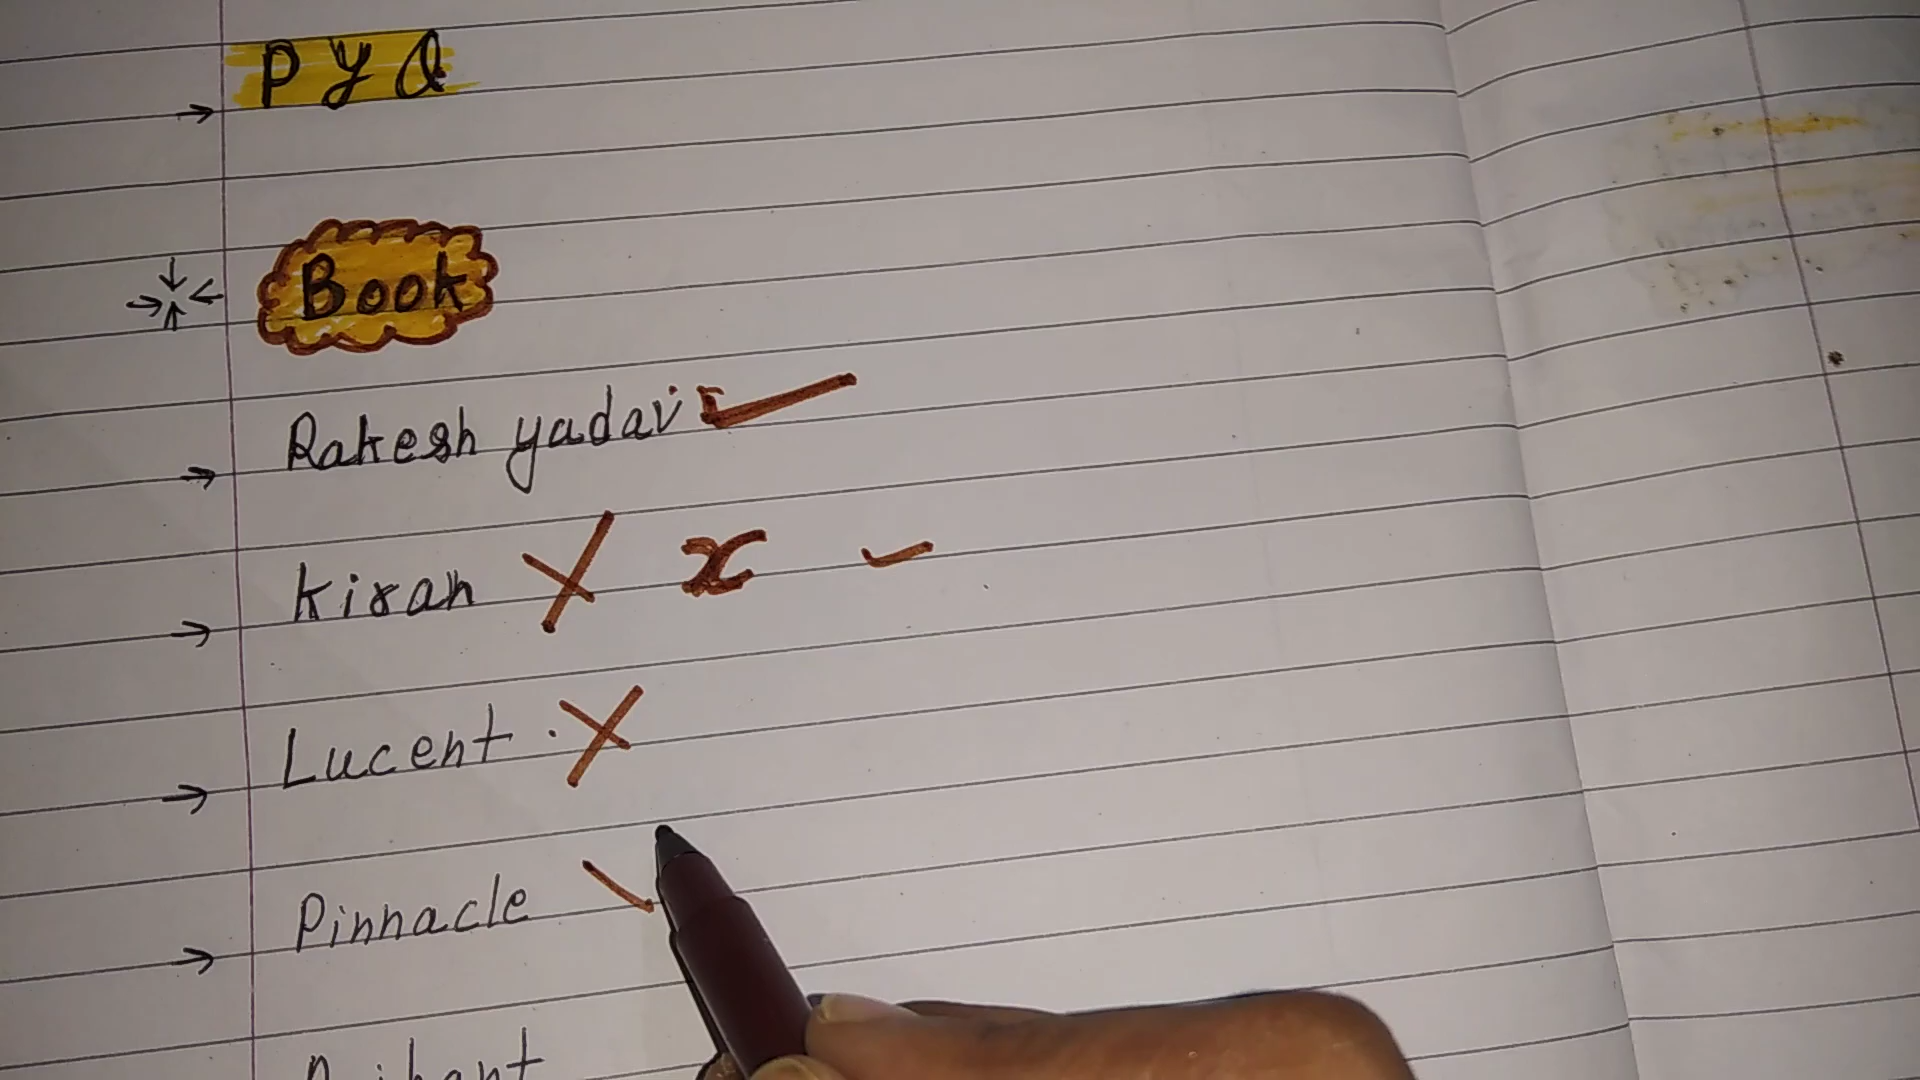 → PYQ
Book
→ Rakesh yadav ✓
→ Kiran X x ✓
→ Lucent . X
→ Pinnacle